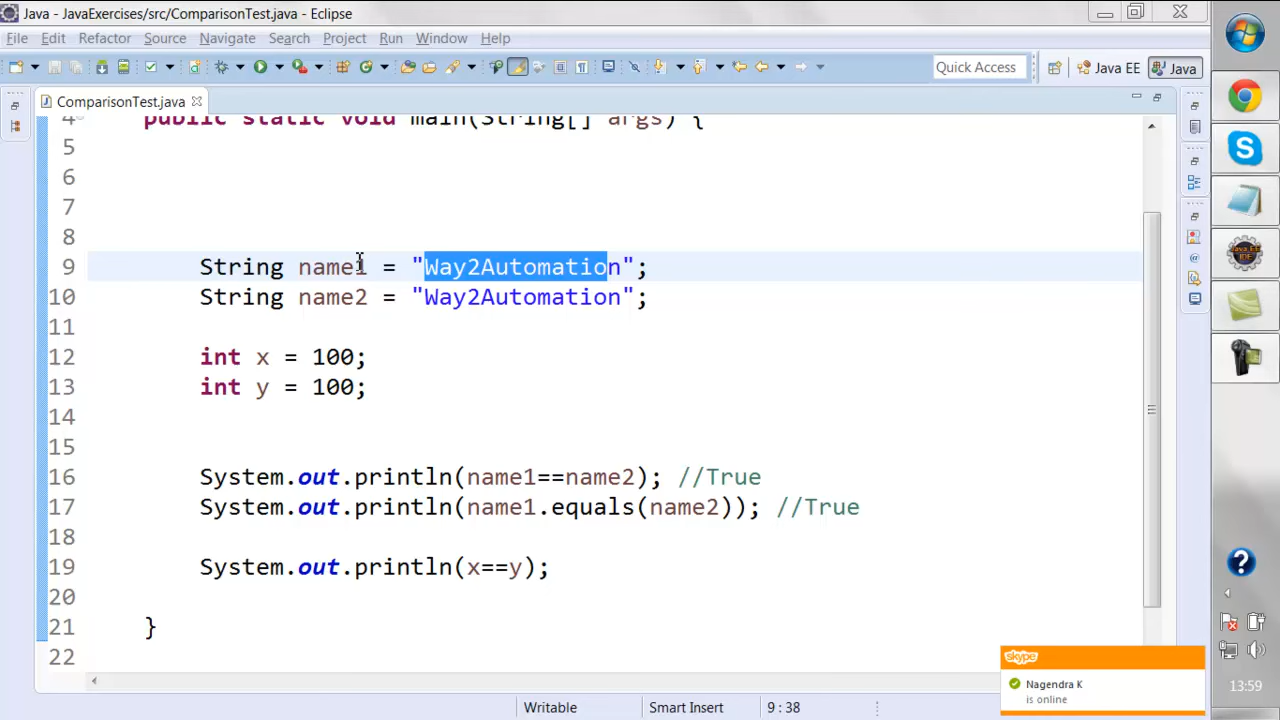 Java - JavaExercises/src/ComparisonTest.java - Eclipse
File Edit Refactor Source Navigate Search Project Run Window Help
Quick Access Java EE Java
ComparisonTest.java
4 public static void main(String[] args) {
5
6
7
8
9 String name1 = "Way2Automation";
10 String name2 = "Way2Automation";
11
12 int x = 100;
13 int y = 100;
14
15
16 System.out.println(name1==name2); //True
17 System.out.println(name1.equals(name2)); //True
18
19 System.out.println(x==y);
20
21 }
22
skype
Nagendra K
is online
Writable Smart Insert 9 : 38
13:59